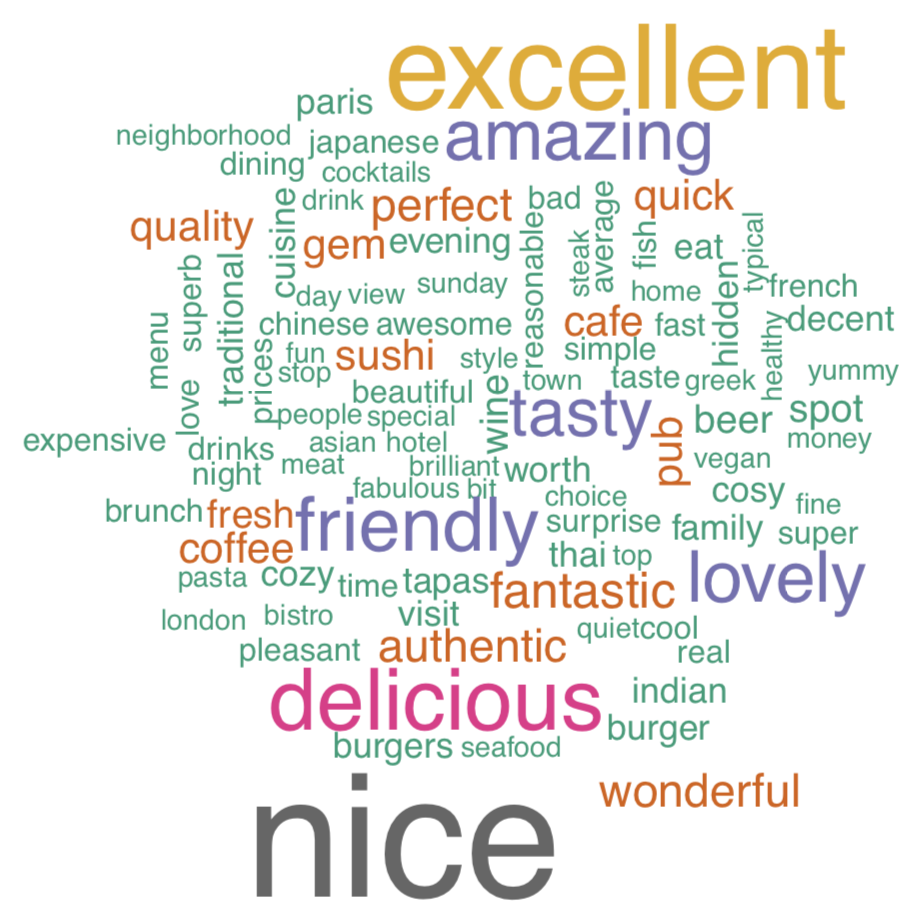 excellent
paris
neighborhood
japanese
amazing
dining
cocktails
drink
perfect
bad
quick
quality
cuisine
gem
evening
reasonable
steak
average
fish
eat
typical
superb
traditional
day
view
sunday
home
hidden
french
menu
chinese
awesome
cafe
fast
healthy
decent
prices
fun
sushi
style
simple
stop
town
taste
greek
yummy
love
beautiful
wine
tasty
people
special
pub
beer
spot
expensive
drinks
asian
hotel
money
night
meat
brilliant
worth
vegan
fabulous
bit
choice
cosy
fine
brunch
fresh
friendly
surprise
family
super
coffee
thai
top
lovely
pasta
cozy
time
tapas
fantastic
london
bistro
visit
quiet
cool
pleasant
authentic
real
delicious
indian
burger
burgers
seafood
wonderful
nice